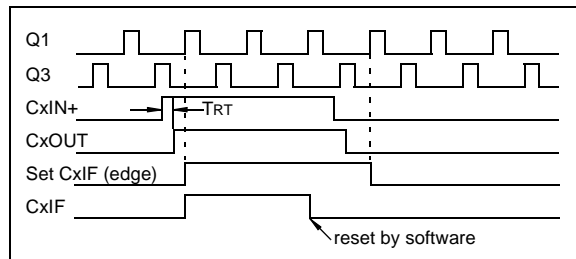 Q1
Q3
CxIN+
TRT
CxOUT
Set CxIF (edge)
CxIF
reset by software